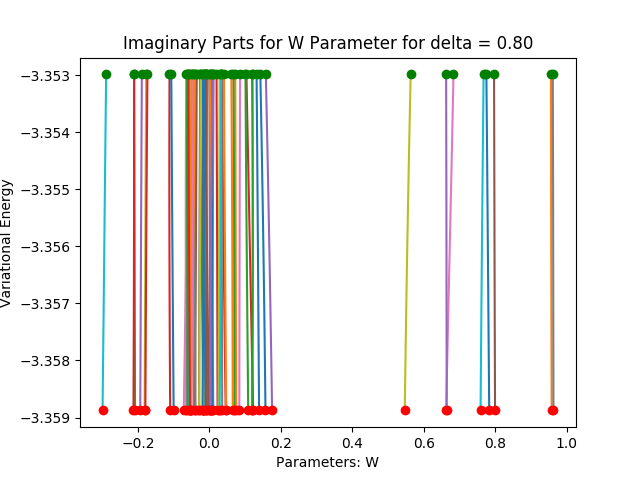 Imaginary Parts for W Parameter for delta = 0.80
Variational Energy
−3.353
−3.354
−3.355
−3.356
−3.357
−3.358
−3.359
−0.2 0.0 0.2 0.4 0.6 0.8 1.0
Parameters: W